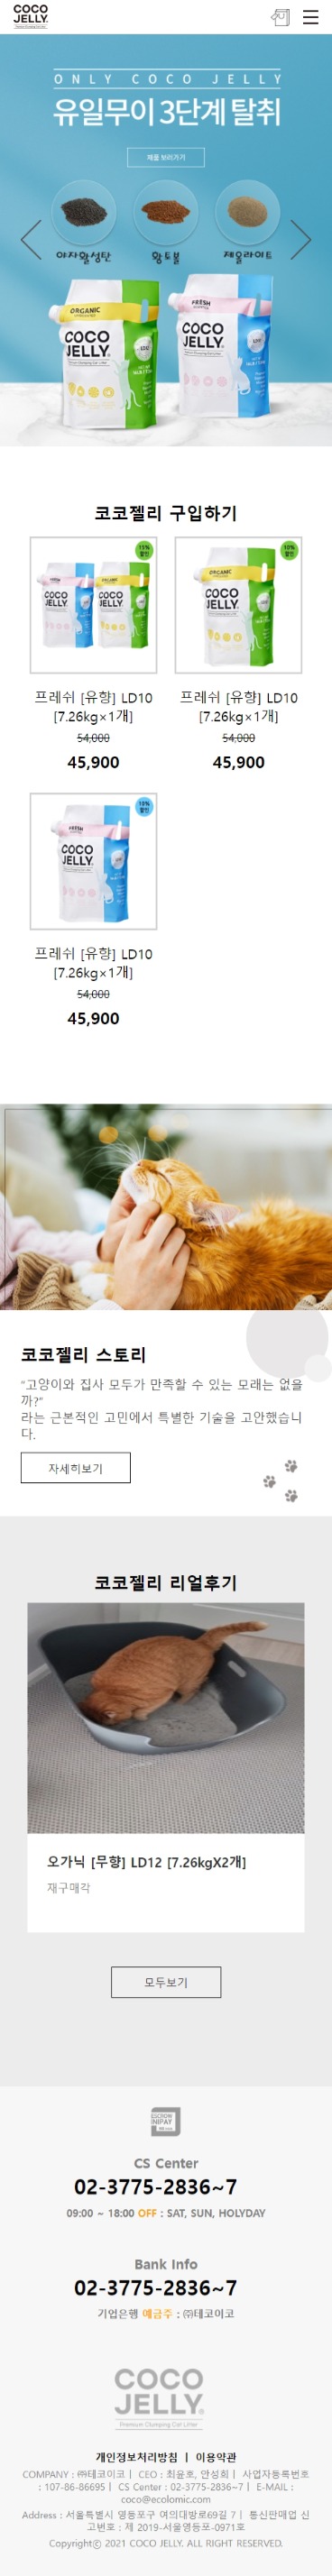 COCO
JELLY.
ONLY COCO JELLY
유일무이 3단계 탈취
제품 보러가기
야자활성탄
황토볼
제올라이트
ORGANIC
COCO
JELLY.
FRESH
COCO
JELLY.
코코젤리 구입하기
15%
할인
FRESH
ORGANIC
COCO
JELLY.
COCO
JELLY.
10%
할인
ORGANIC
COCO
JELLY.
프레쉬 [유향] LD10
[7.26kg×1개]
54,000
45,900
프레쉬 [유향] LD10
[7.26kg×1개]
54,000
45,900
10%
할인
FRESH
COCO
JELLY.
프레쉬 [유향] LD10
[7.26kg×1개]
54,000
45,900
코코젤리 스토리
“고양이와 집사 모두가 만족할 수 있는 모래는 없을
까?”
라는 근본적인 고민에서 특별한 기술을 고안했습니
다.
자세히보기
코코젤리 리얼후기
오가닉 [무향] LD12 [7.26kgX2개]
재구매각
모두보기
ESCROW
INIPAY
CS Center
02-3775-2836~7
09:00 ~ 18:00 OFF : SAT, SUN, HOLYDAY
Bank Info
02-3775-2836~7
기업은행 예금주 : ㈜테코이코
COCO
JELLY.
Premium Clumping Cat Litter
개인정보처리방침 | 이용약관
COMPANY : ㈜테코이코 | CEO : 최윤호, 안성희 | 사업자등록번호
: 107-86-86695 | CS Center : 02-3775-2836~7 | E-MAIL :
coco@ecolomic.com
Address : 서울특별시 영등포구 여의대방로69길 7 | 통신판매업 신
고번호 : 제 2019-서울영등포-0971호
Copyrightⓒ 2021 COCO JELLY. ALL RIGHT RESERVED.